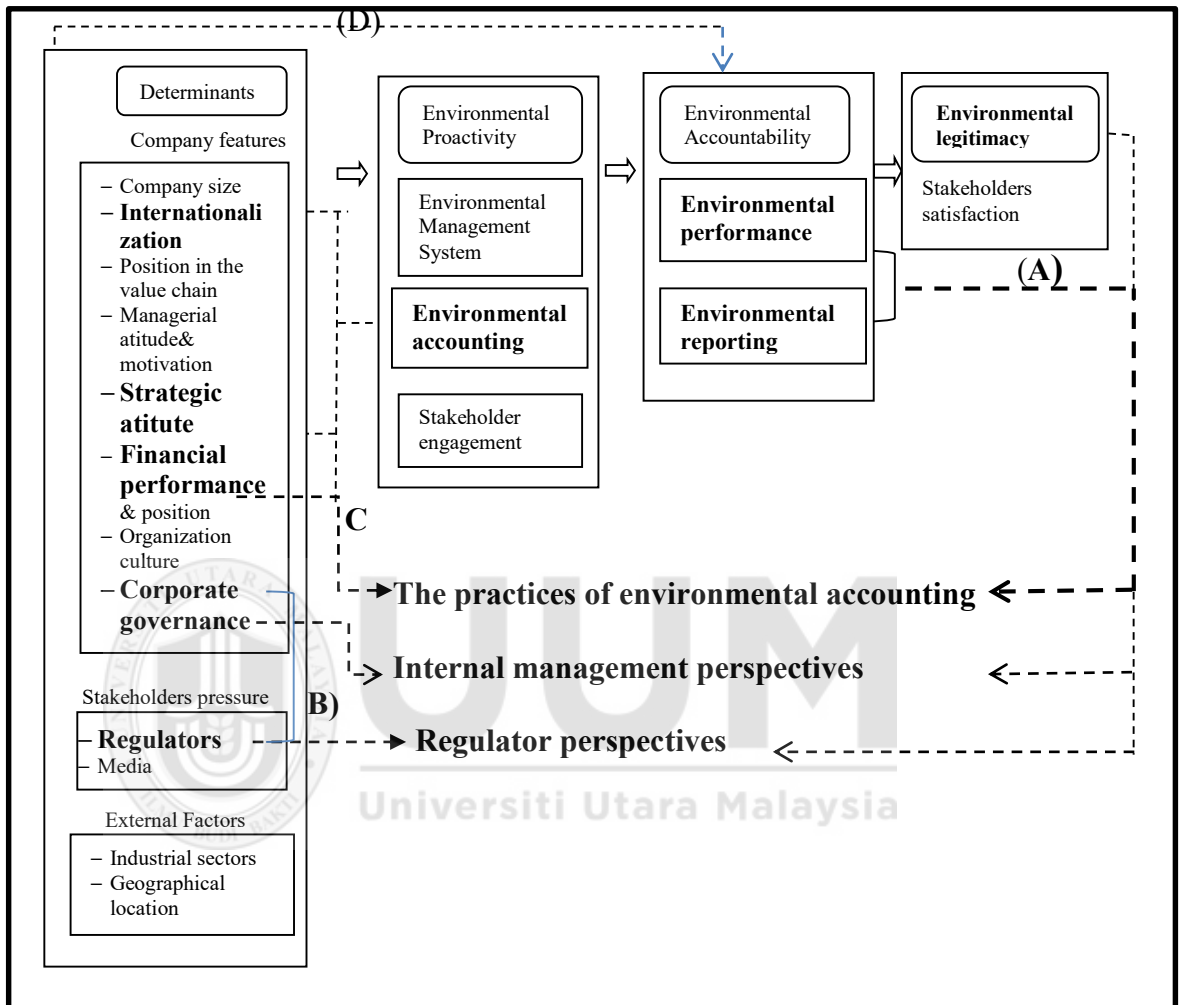 (D)
Determinants
Company features
– Company size
– Internationali
zation
– Position in the
value chain
– Managerial
atitude&
motivation
– Strategic
atitute
– Financial
performance
& position
– Organization
culture
– Corporate
governance
Stakeholders pressure
– Regulators
– Media
External Factors
– Industrial sectors
– Geographical
location
Environmental
Proactivity
Environmental
Management
System
Environmental
accounting
Stakeholder
engagement
Environmental
Accountability
Environmental
performance
Environmental
reporting
Environmental
legitimacy
Stakeholders
satisfaction
(A)
C
B)
The practices of environmental accounting
Internal management perspectives
Regulator perspectives
UUM
Universiti Utara Malaysia